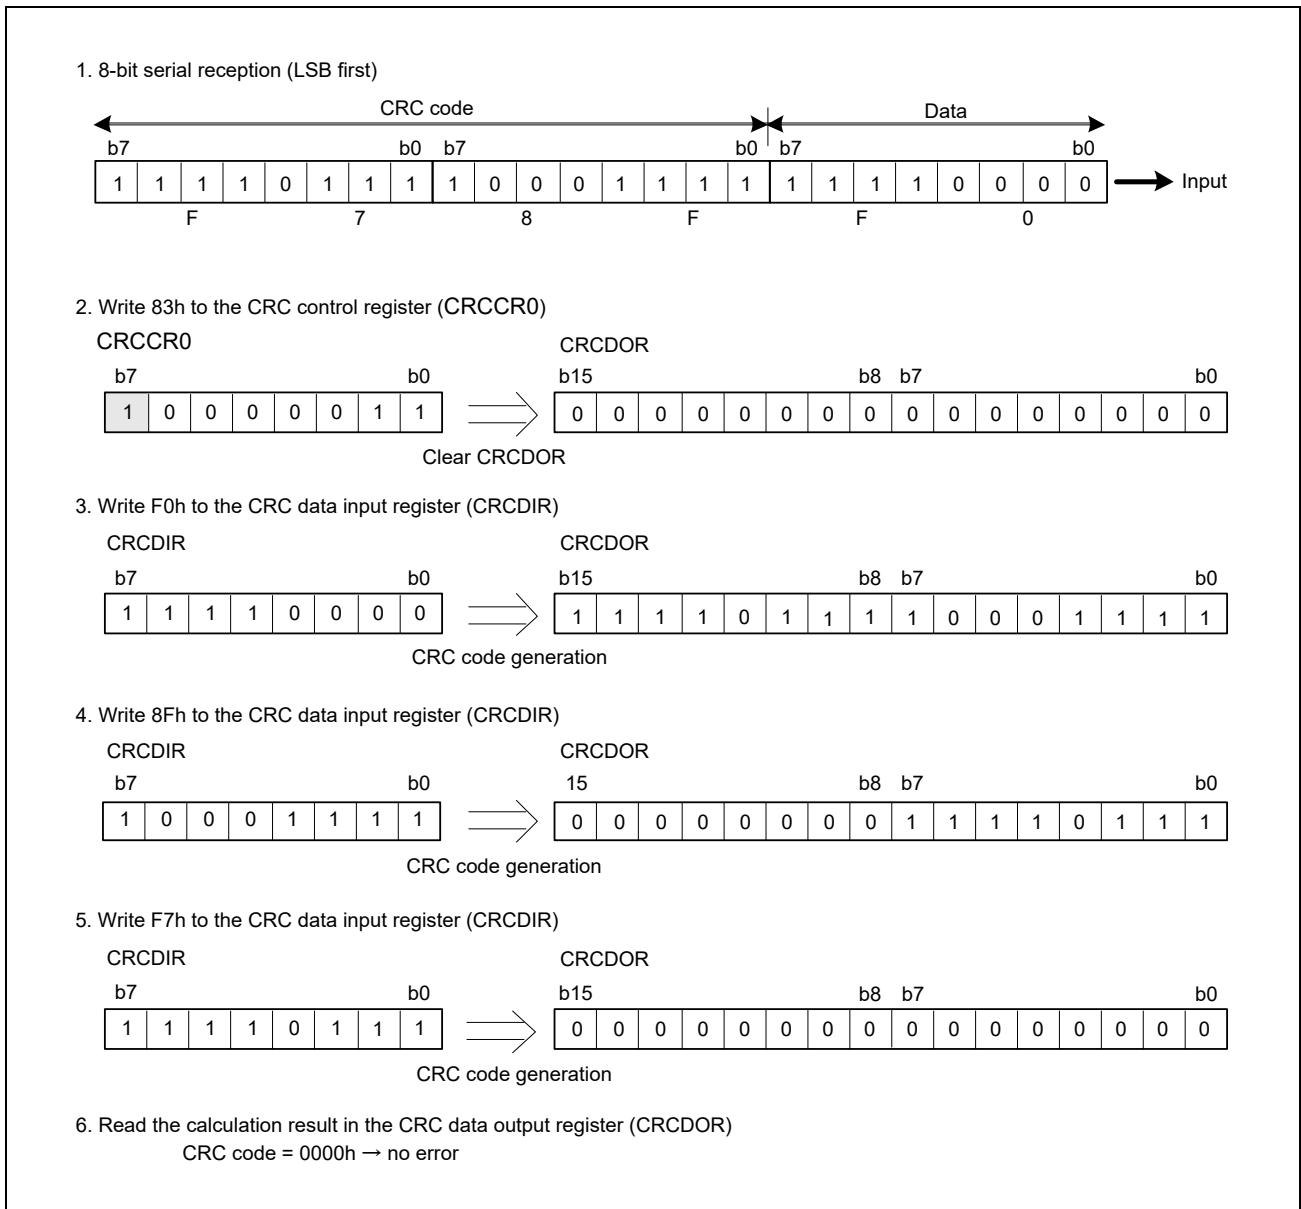 1. 8-bit serial reception (LSB first)
CRC code Data
b7 b0 b7 b0 b7 b0
1 1 1 1 0 1 1 1 1 0 0 0 1 1 1 1 1 1 1 1 0 0 0 0 Input
F 7 8 F F 0
2. Write 83h to the CRC control register (CRCCR0)
CRCCR0 CRCDOR
b7 b0 b15 b8 b7 b0
1 0 0 0 0 0 1 1 0 0 0 0 0 0 0 0 0 0 0 0 0 0 0 0
Clear CRCDOR
3. Write F0h to the CRC data input register (CRCDIR)
CRCDIR CRCDOR
b7 b0 b15 b8 b7 b0
1 1 1 1 0 0 0 0 1 1 1 1 0 1 1 1 1 0 0 0 1 1 1 1
CRC code generation
4. Write 8Fh to the CRC data input register (CRCDIR)
CRCDIR CRCDOR
b7 b0 15 b8 b7 b0
1 0 0 0 1 1 1 1 0 0 0 0 0 0 0 0 1 1 1 1 0 1 1 1
CRC code generation
5. Write F7h to the CRC data input register (CRCDIR)
CRCDIR CRCDOR
b7 b0 b15 b8 b7 b0
1 1 1 1 0 1 1 1 0 0 0 0 0 0 0 0 0 0 0 0 0 0 0 0
CRC code generation
6. Read the calculation result in the CRC data output register (CRCDOR)
CRC code = 0000h → no error